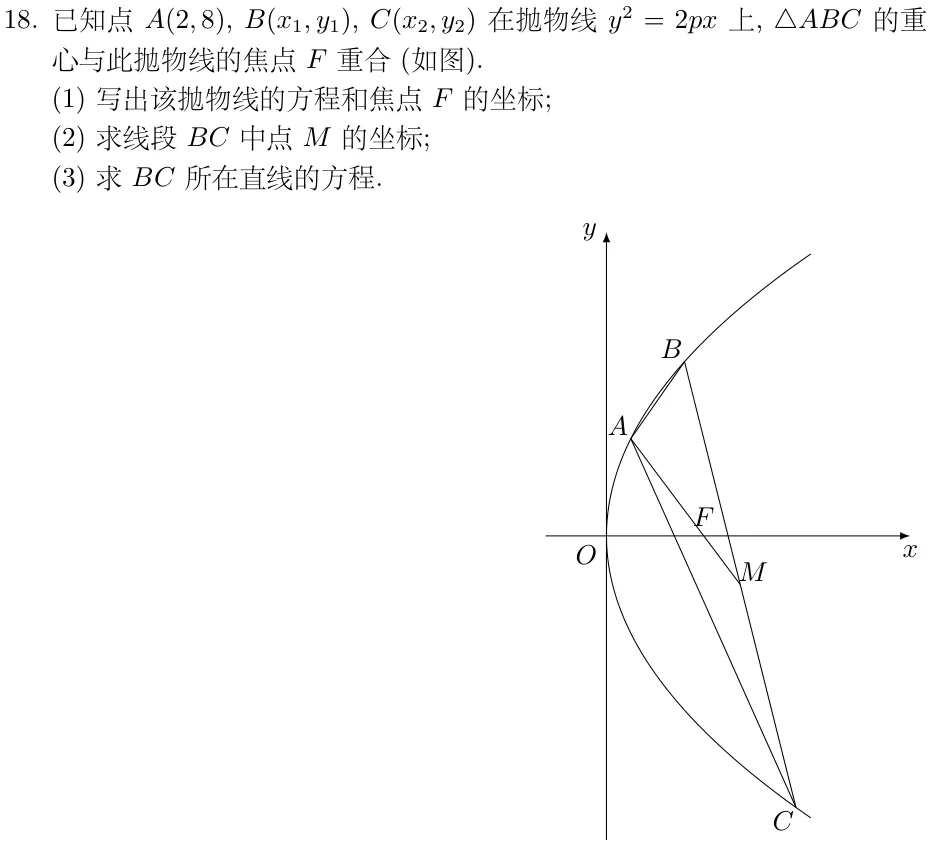 18. 已知点 A(2, 8), B(x₁, y₁), C(x₂, y₂) 在抛物线 y² = 2px 上, △ABC 的重
心与此抛物线的焦点 F 重合 (如图).
(1) 写出该抛物线的方程和焦点 F 的坐标;
(2) 求线段 BC 中点 M 的坐标;
(3) 求 BC 所在直线的方程.
y
B
A
F
O
x
M
C